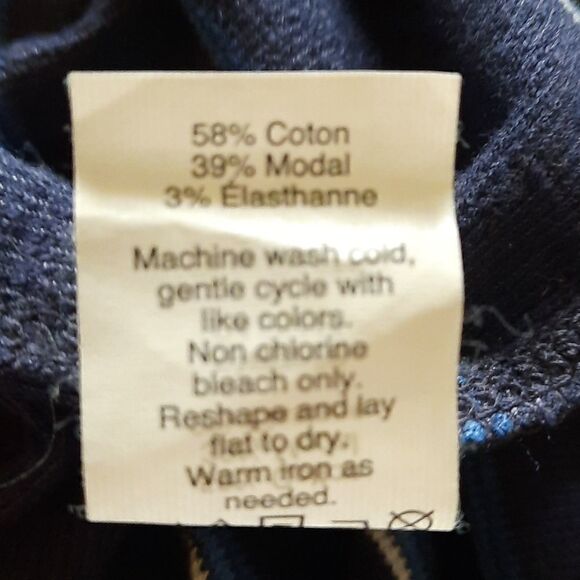 58% Coton
39% Modal
3% Élasthanne
Machine wash cold,
gentle cycle with
like colors.
Non chlorine
bleach only.
Reshape and lay
flat to dry.
Warm iron as
needed.